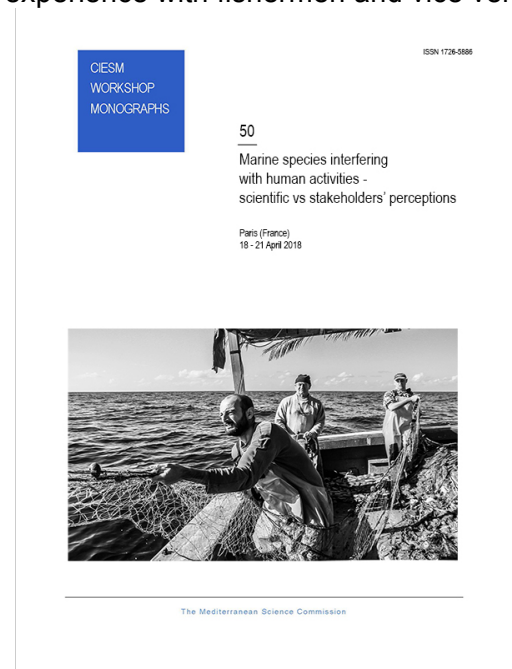 experience with fishermen and vice ver
ISSN 1726-5886
CIESM
WORKSHOP
MONOGRAPHS
50
Marine species interfering
with human activities -
scientific vs stakeholders' perceptions
Paris (France)
18 - 21 April 2018
The Mediterranean Science Commission